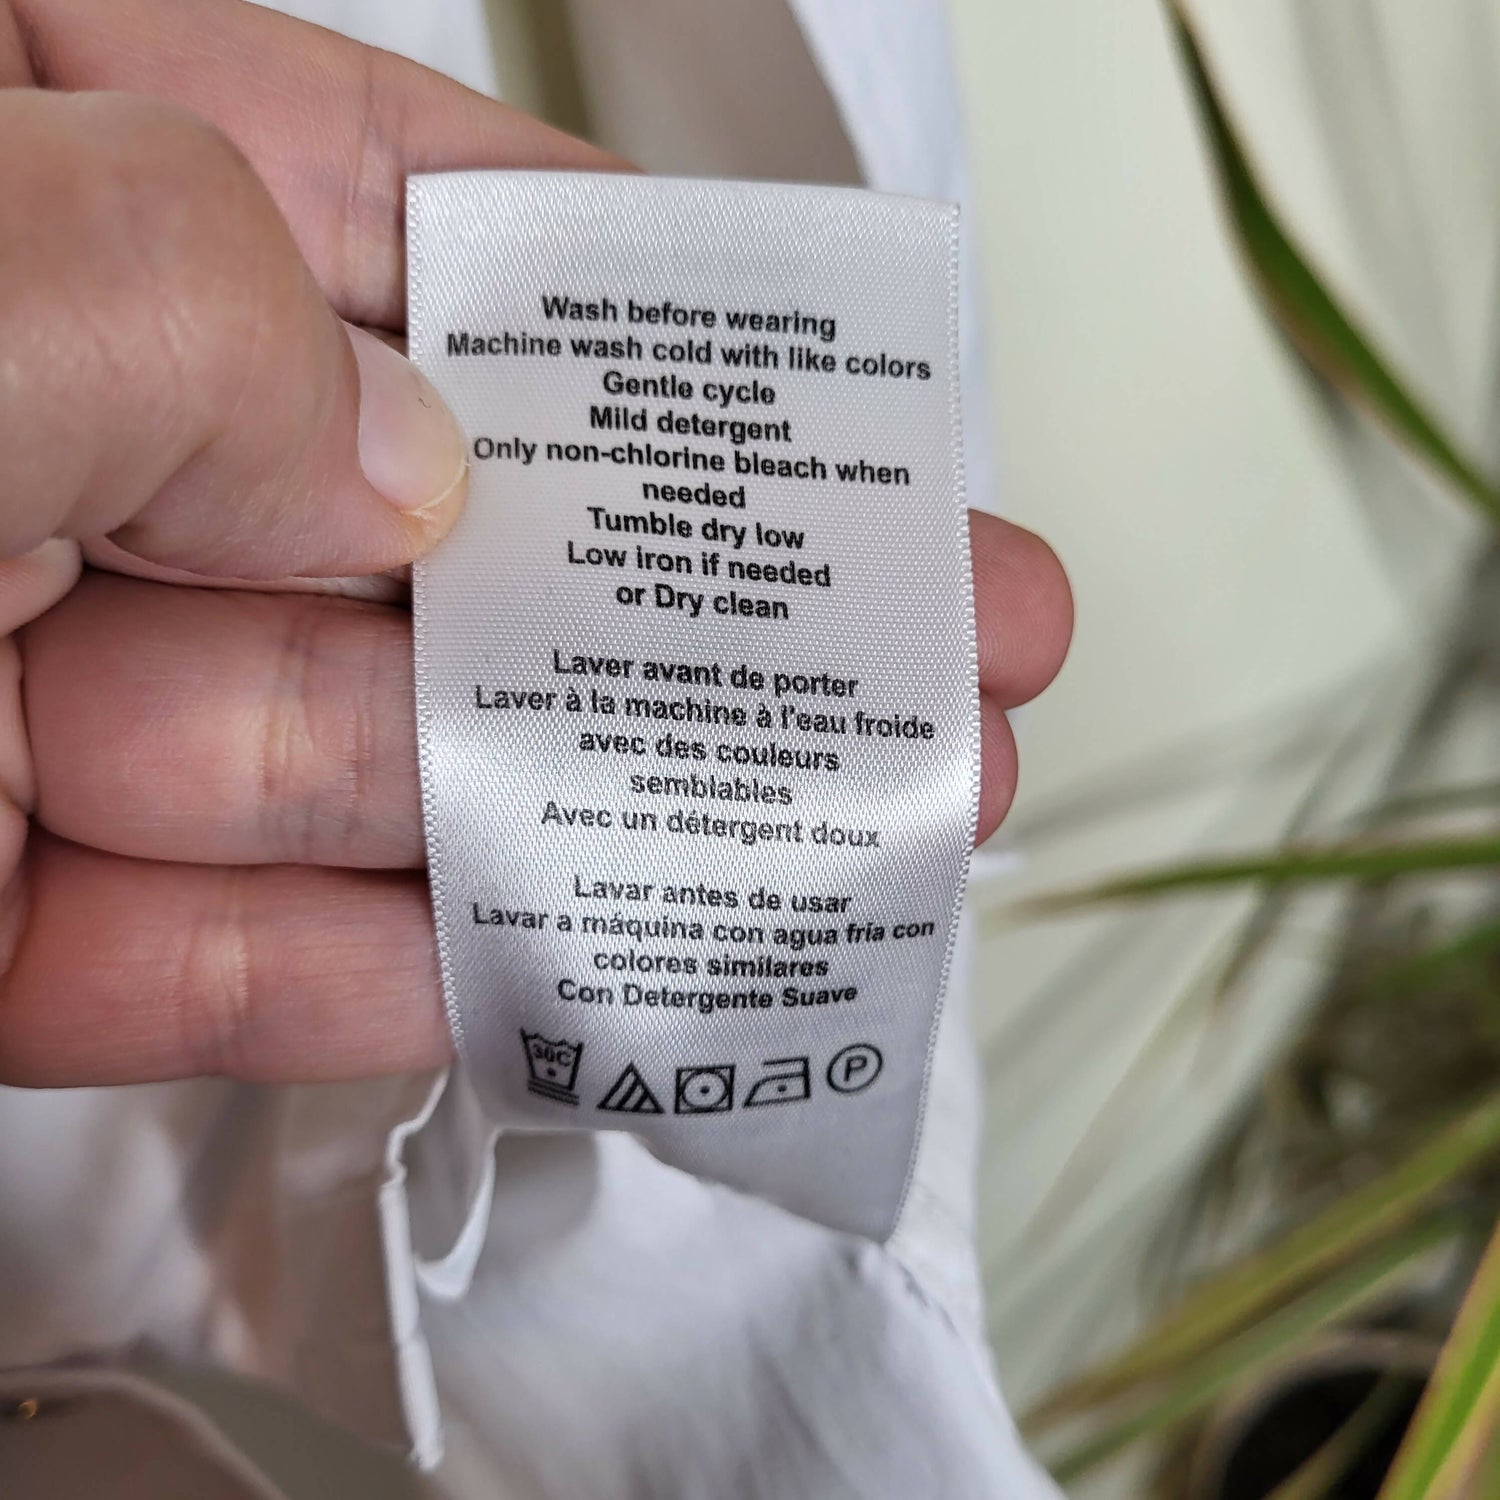 Wash before wearing
Machine wash cold with like colors
Gentle cycle
Mild detergent
Only non-chlorine bleach when
needed
Tumble dry low
Low iron if needed
or Dry clean
Laver avant de porter
Laver à la machine à l'eau froide
avec des couleurs
semblables
Avec un détergent doux
Lavar antes de usar
Lavar a máquina con agua fria con
colores similares
Con Detergente Suave
30C
P